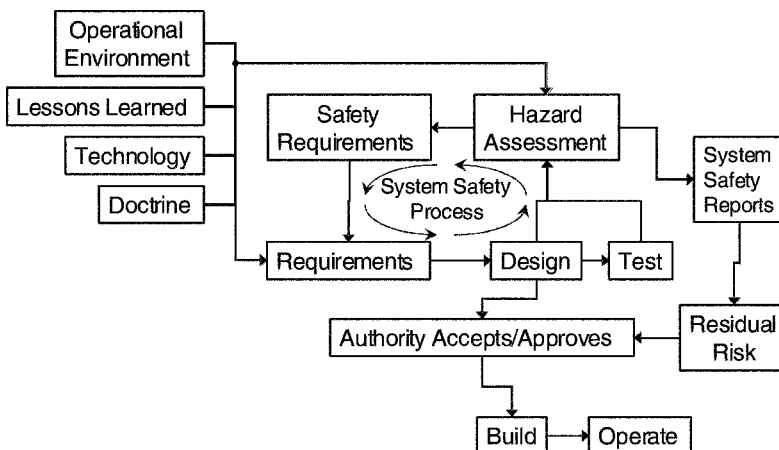 Operational
Environment
Lessons Learned
Technology
Doctrine
Safety
Requirements
Hazard
Assessment
System
Safety
Reports
System Safety
Process
Requirements
Design
Test
Authority Accepts/Approves
Residual
Risk
Build
Operate